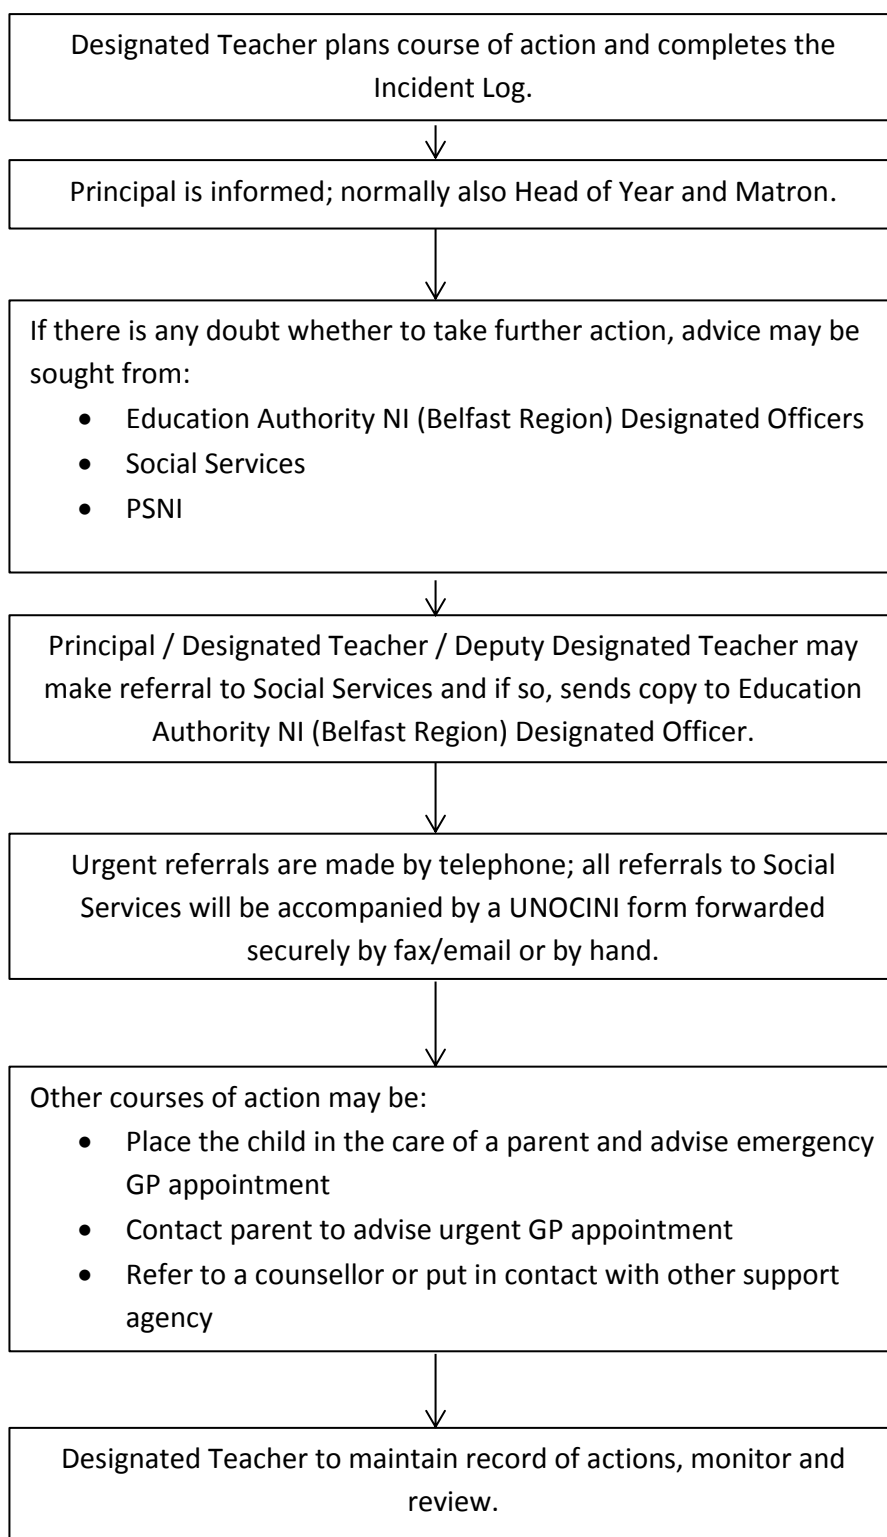 Designated Teacher plans course of action and completes the
Incident Log.
Principal is informed; normally also Head of Year and Matron.
If there is any doubt whether to take further action, advice may be
sought from:
• Education Authority NI (Belfast Region) Designated Officers
• Social Services
• PSNI
Principal / Designated Teacher / Deputy Designated Teacher may
make referral to Social Services and if so, sends copy to Education
Authority NI (Belfast Region) Designated Officer.
Urgent referrals are made by telephone; all referrals to Social
Services will be accompanied by a UNOCINI form forwarded
securely by fax/email or by hand.
Other courses of action may be:
• Place the child in the care of a parent and advise emergency
GP appointment
• Contact parent to advise urgent GP appointment
• Refer to a counsellor or put in contact with other support
agency
Designated Teacher to maintain record of actions, monitor and
review.